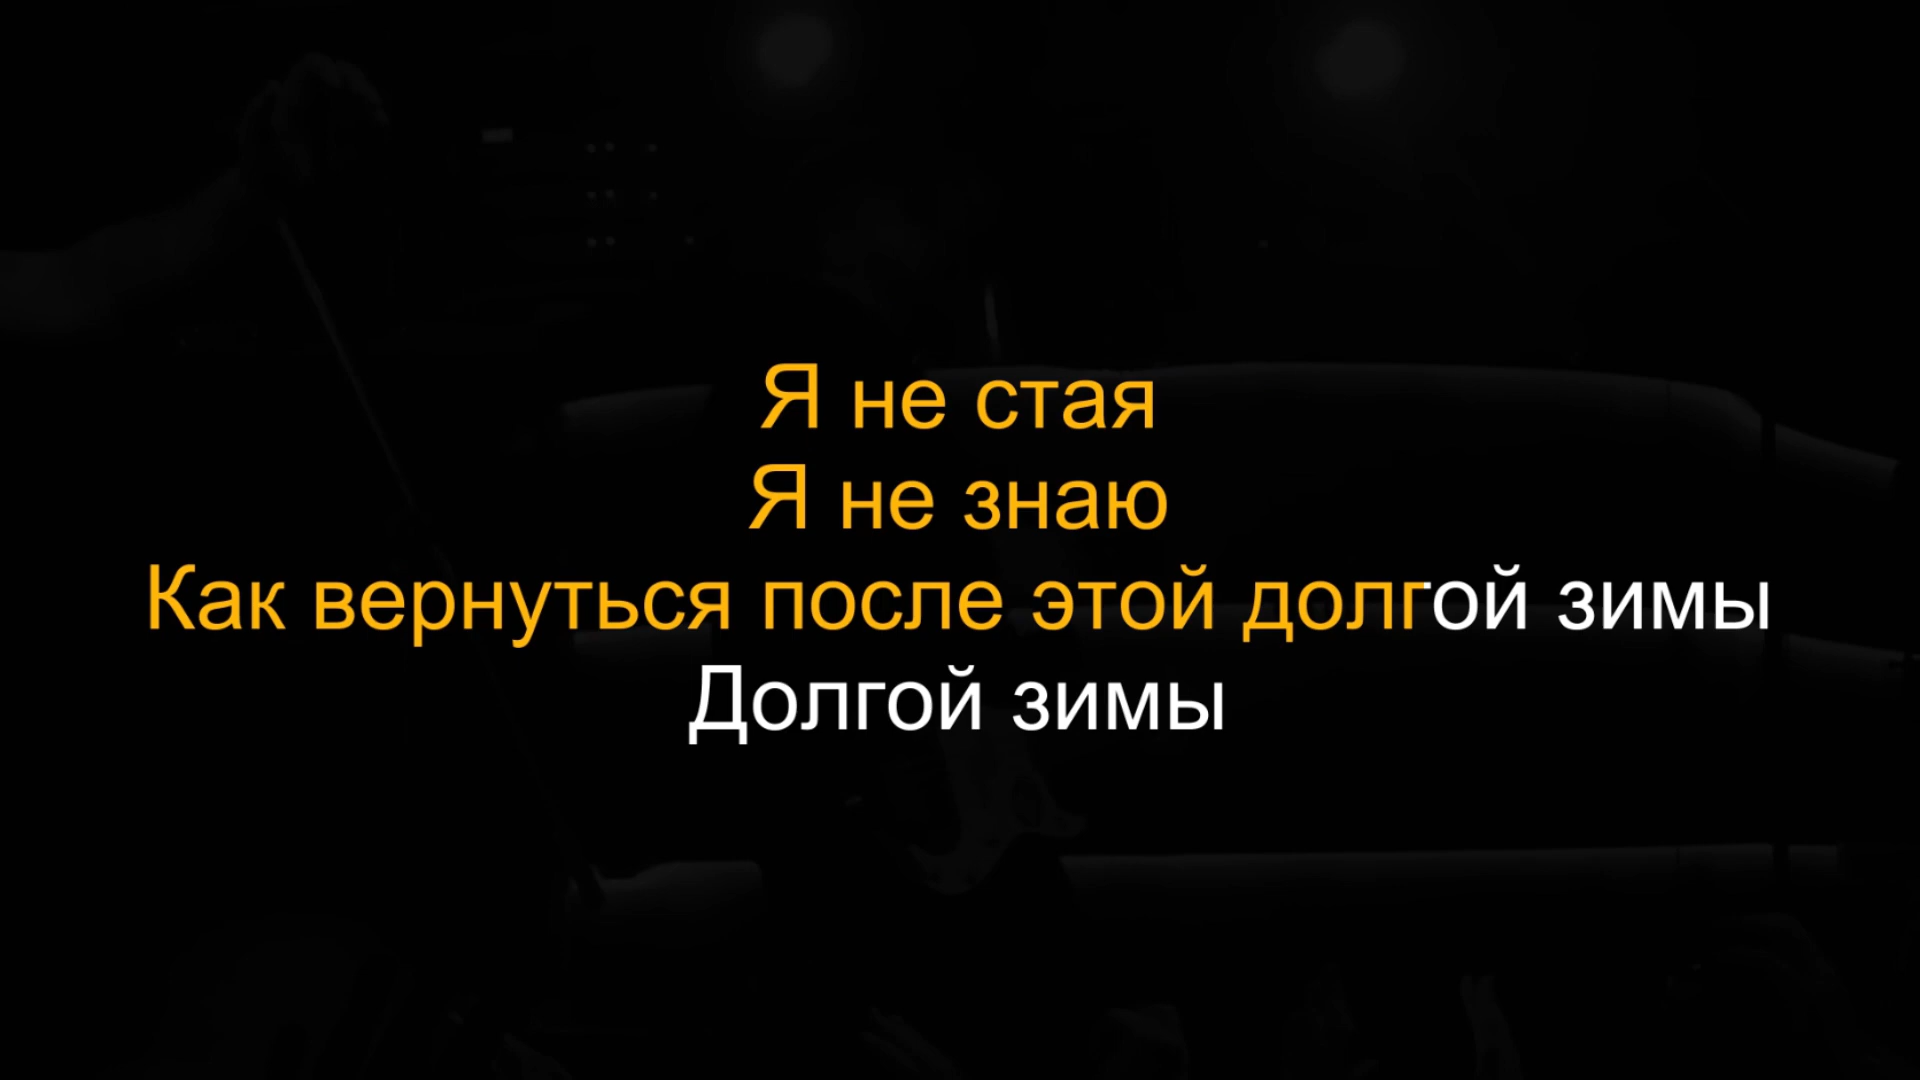 Я не стая
Я не знаю
Как вернуться после этой долгой зимы
Долгой зимы